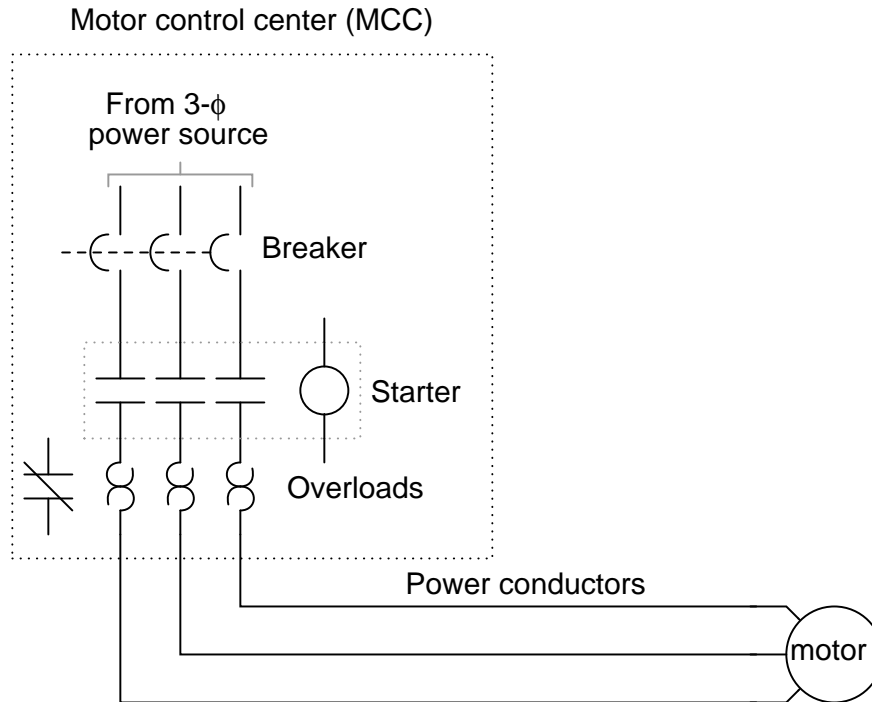 Motor control center (MCC)
From 3-ϕ
power source
Breaker
Starter
Overloads
Power conductors
motor